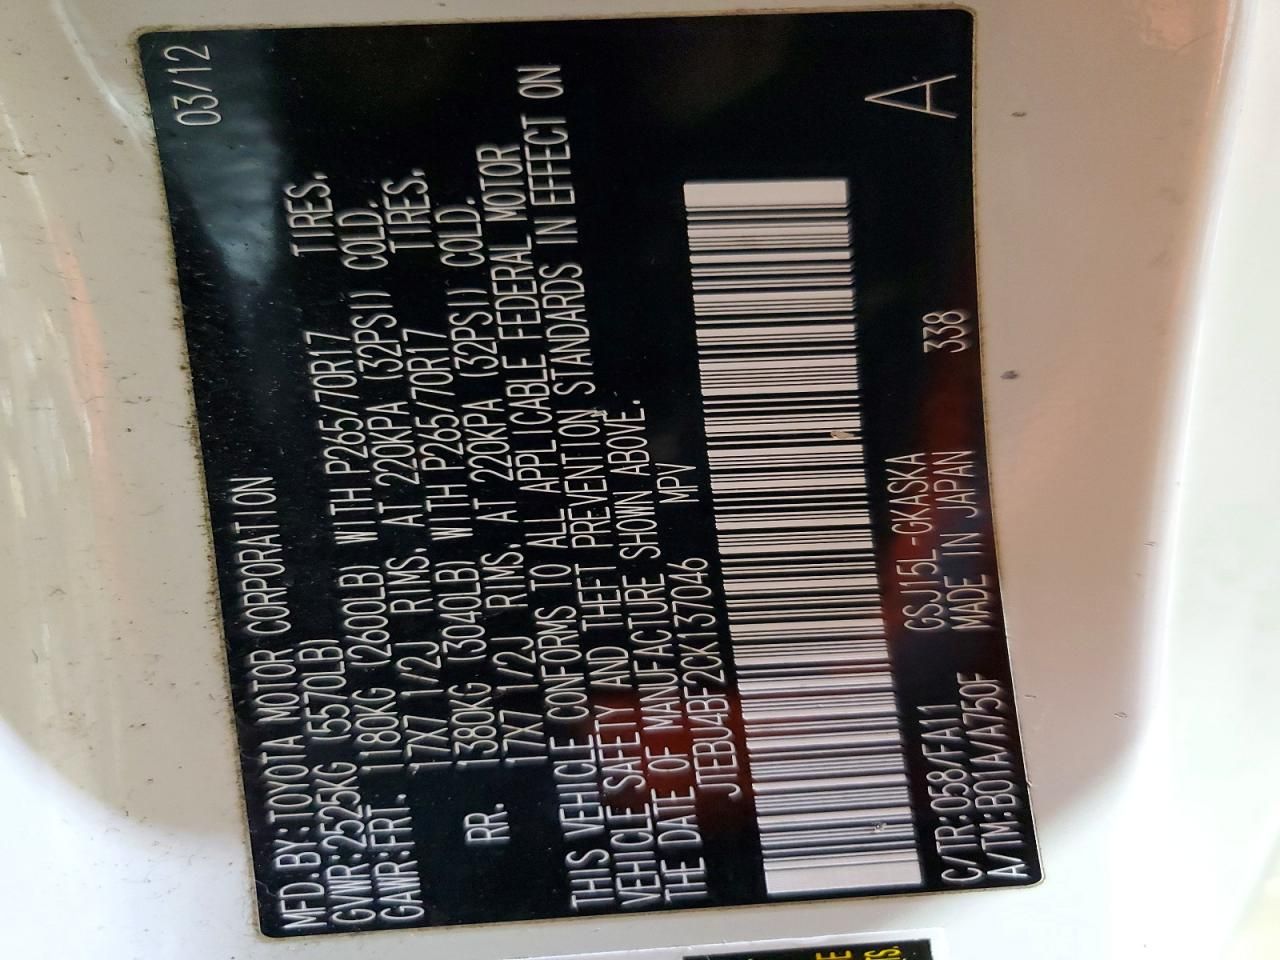 03/12
MFD.BY:TOYOTA MOTOR CORPORATION
GVWR:2525KG (5570LB)
GAWR:FRT. 1180KG (2600LB) WITH P265/70R17 TIRES.
17X7 1/2J RIMS. AT 220KPA (32PSI) COLD.
RR. 1380KG (3040LB) WITH P265/70R17 TIRES.
17X7 1/2J RIMS. AT 220KPA (32PSI) COLD.
THIS VEHICLE CONFORMS TO ALL APPLICABLE FEDERAL MOTOR
VEHICLE SAFETY AND THEFT PREVENTION STANDARDS IN EFFECT ON
THE DATE OF MANUFACTURE SHOWN ABOVE.
JTEBU4BF2CK137046 MPV
A
C/TR:058/FA11 GSJ15L-GKASKA 338
A/TM:B01A/A750F MADE IN JAPAN